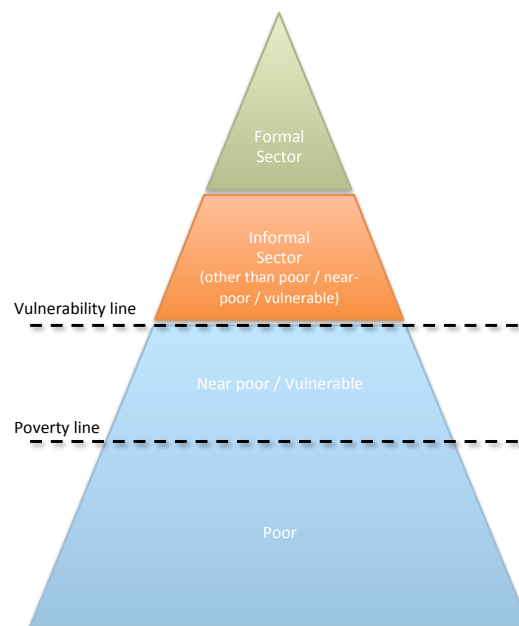 Formal
Sector
Informal
Sector
(other than poor / near-
poor / vulnerable)
Vulnerability line
Near poor / Vulnerable
Poverty line
Poor